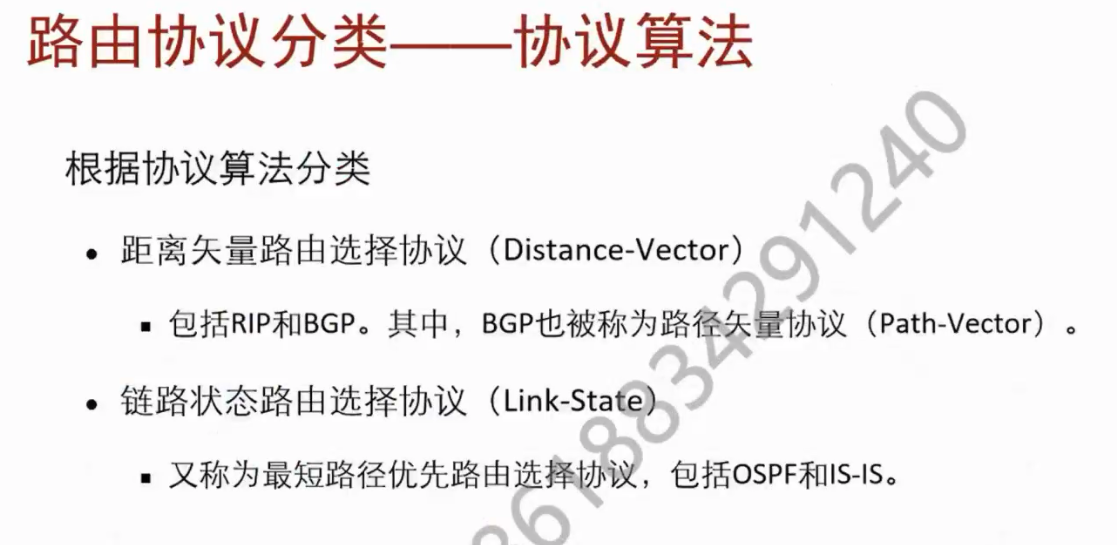 路由协议分类——协议算法
根据协议算法分类
• 距离矢量路由选择协议（Distance-Vector）
▪ 包括RIP和BGP。其中，BGP也被称为路径矢量协议（Path-Vector）。
• 链路状态路由选择协议（Link-State）
▪ 又称为最短路径优先路由选择协议，包括OSPF和IS-IS。
8618834291240